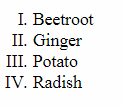 I. Beetroot
II. Ginger
III. Potato
IV. Radish